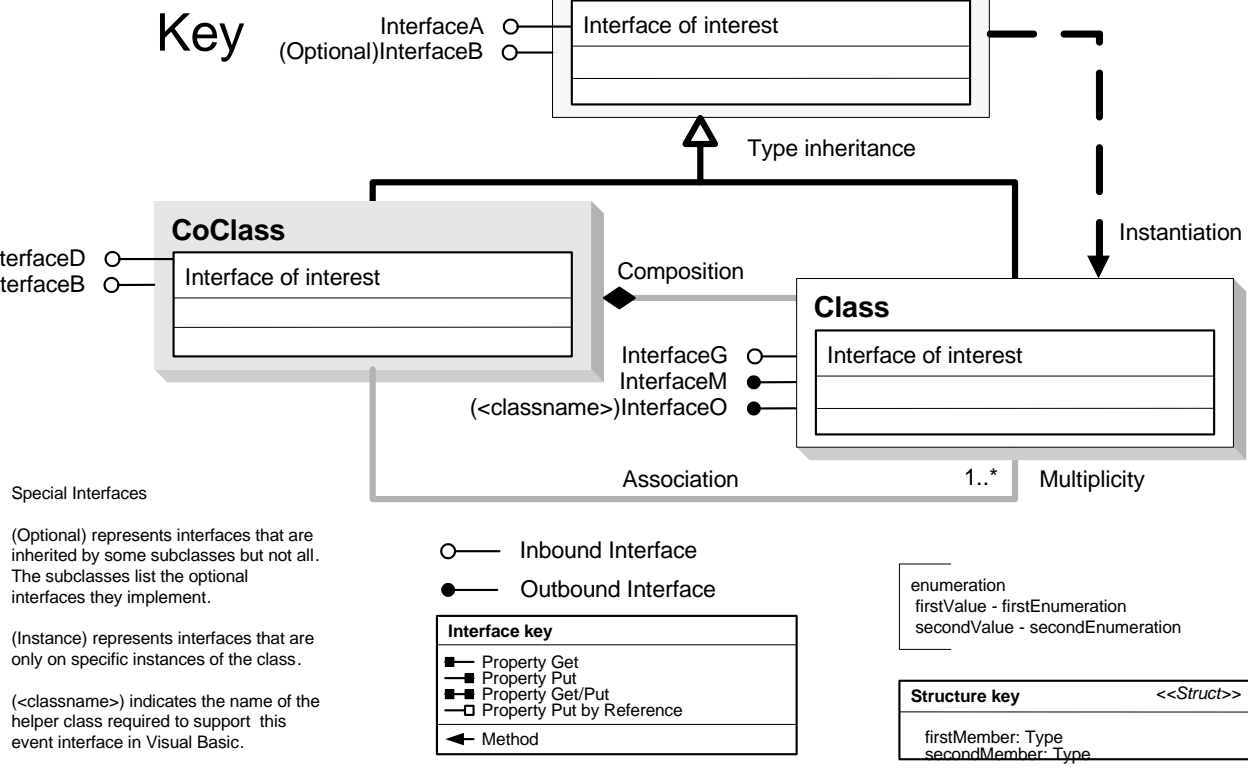 Key
InterfaceA
(Optional)InterfaceB
Interface of interest
Type inheritance
Instantiation
CoClass
Interface of interest
terfaceD
terfaceB
Composition
Class
Interface of interest
InterfaceG
InterfaceM
(<classname>)InterfaceO
Association
1..*
Multiplicity
Special Interfaces
(Optional) represents interfaces that are
inherited by some subclasses but not all.
The subclasses list the optional
interfaces they implement.
(Instance) represents interfaces that are
only on specific instances of the class.
(<classname>) indicates the name of the
helper class required to support this
event interface in Visual Basic.
Inbound Interface
Outbound Interface
Interface key
Property Get
Property Put
Property Get/Put
Property Put by Reference
Method
enumeration
firstValue - firstEnumeration
secondValue - secondEnumeration
Structure key <<Struct>>
firstMember: Type
secondMember: Type